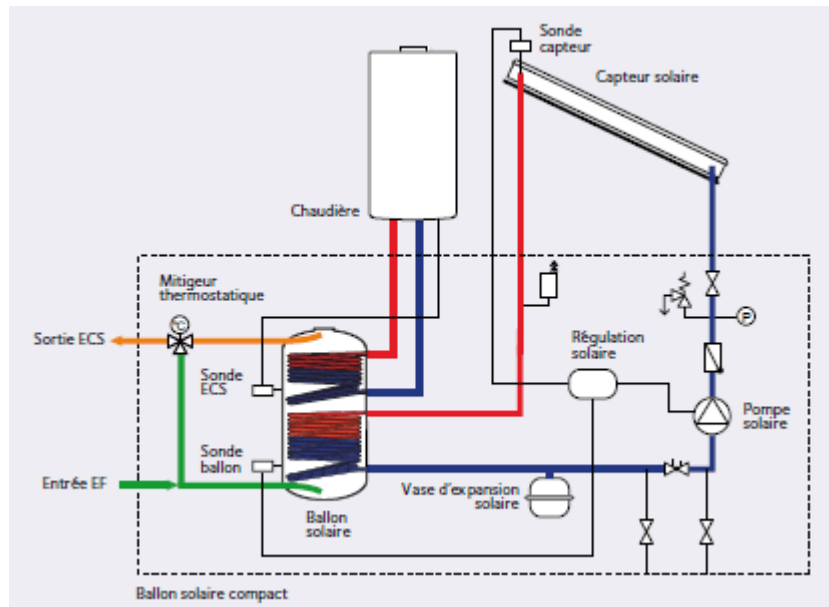 Sonde
capteur
Capteur solaire
Chaudière
Mitigeur
thermostatique
°C
Sortie ECS
P
Régulation
solaire
Sonde
ECS
Pompe
solaire
Sonde
ballon
Entrée EF
Vase d'expansion
solaire
Ballon
solaire
Ballon solaire compact